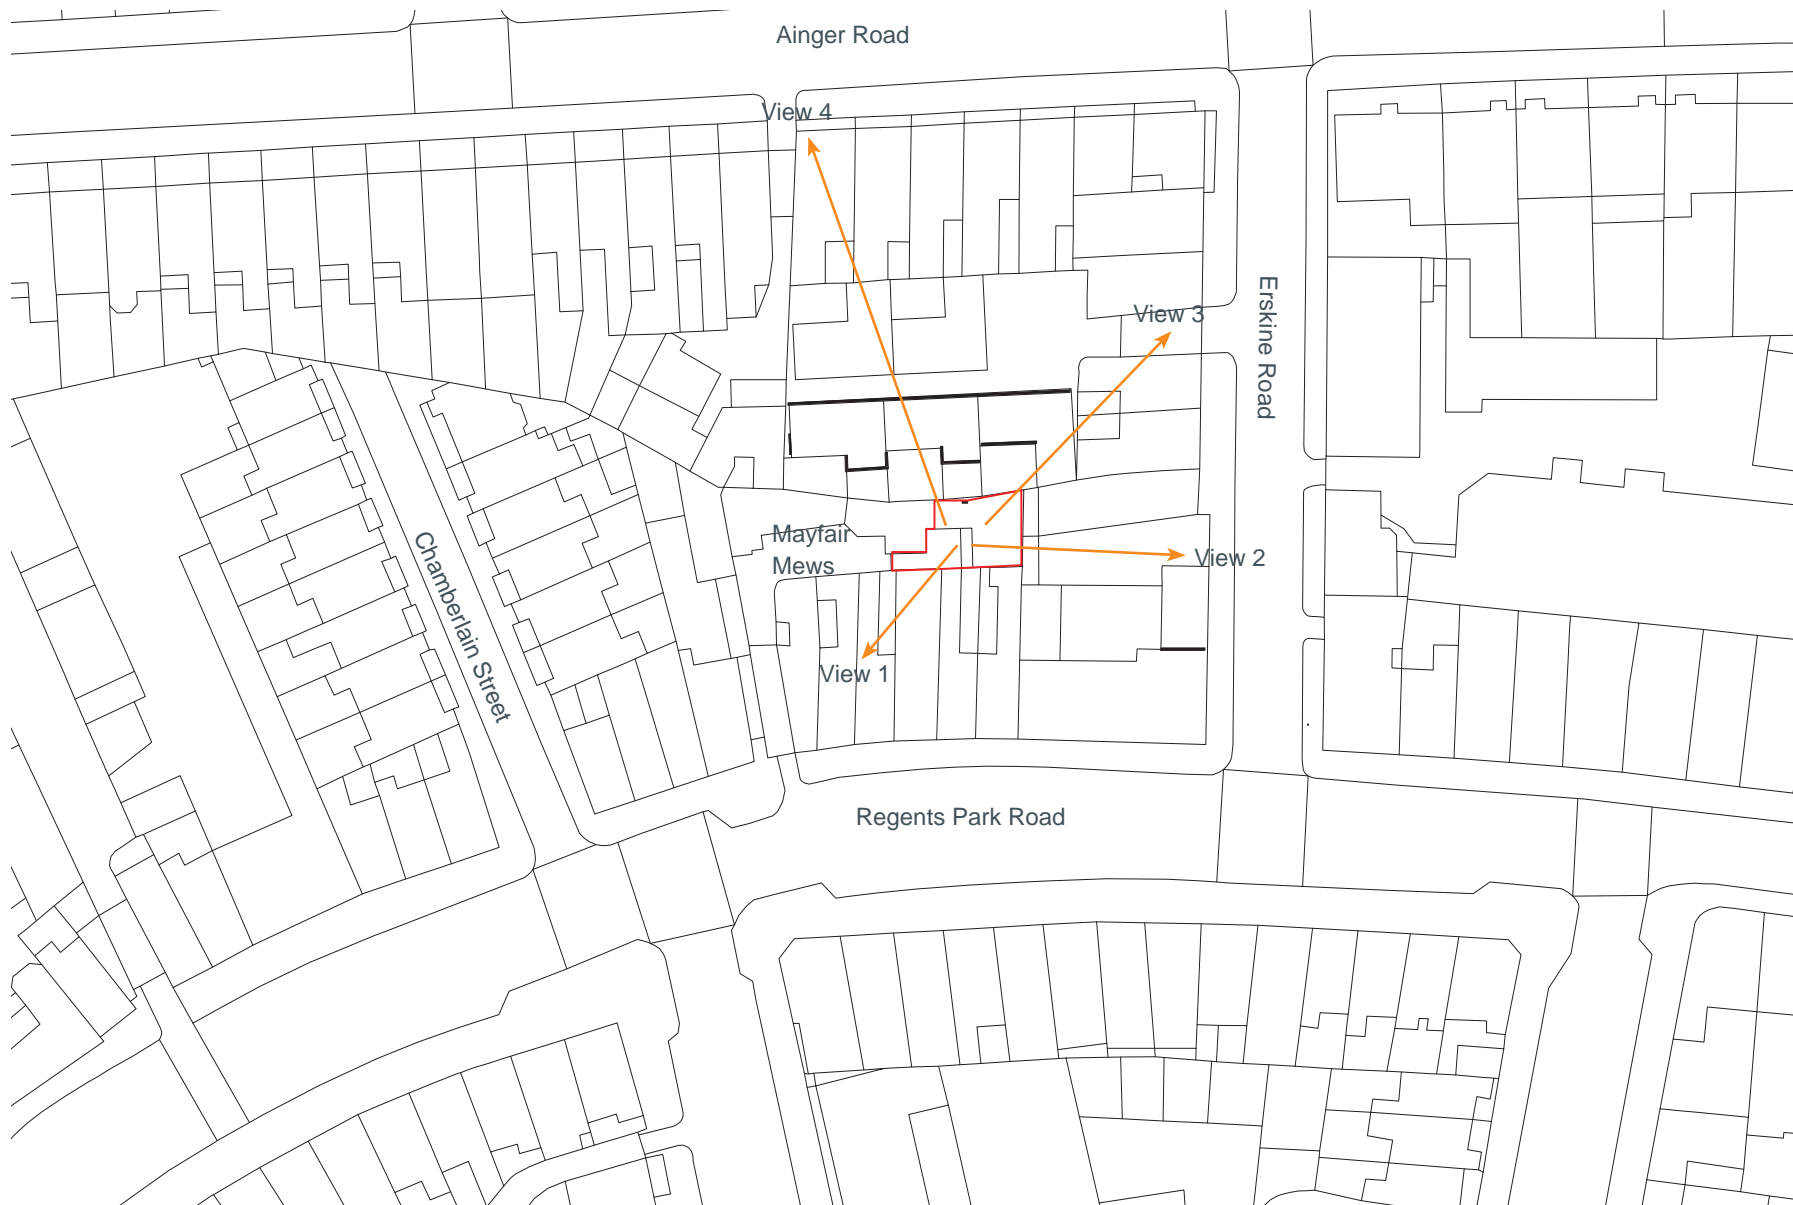 Ainger Road
View 4
View 3
Erskine Road
Mayfair
Mews
View 2
Chamberlain Street
View 1
Regents Park Road